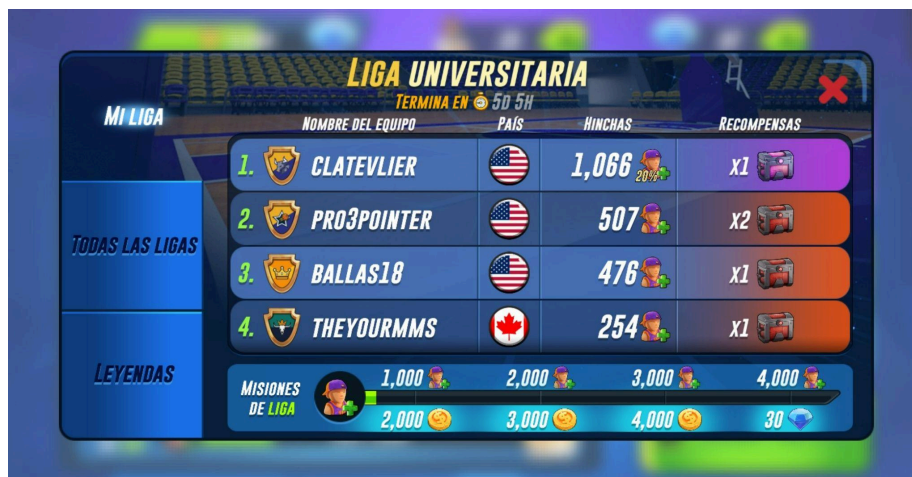 LIGA UNIVERSITARIA
TERMINA EN 5D 5H
MI LIGA
NOMBRE DEL EQUIPO PAÍS HINCHAS RECOMPENSAS
1. CLATEVLIER 1,066 20% X1
2. PRO3POINTER 507 X2
TODAS LAS LIGAS
3. BALLAS18 476 X1
4. THEYOURMMS 254 X1
LEYENDAS
MISIONES DE LIGA
1,000 2,000 3,000 4,000
2,000 3,000 4,000 30